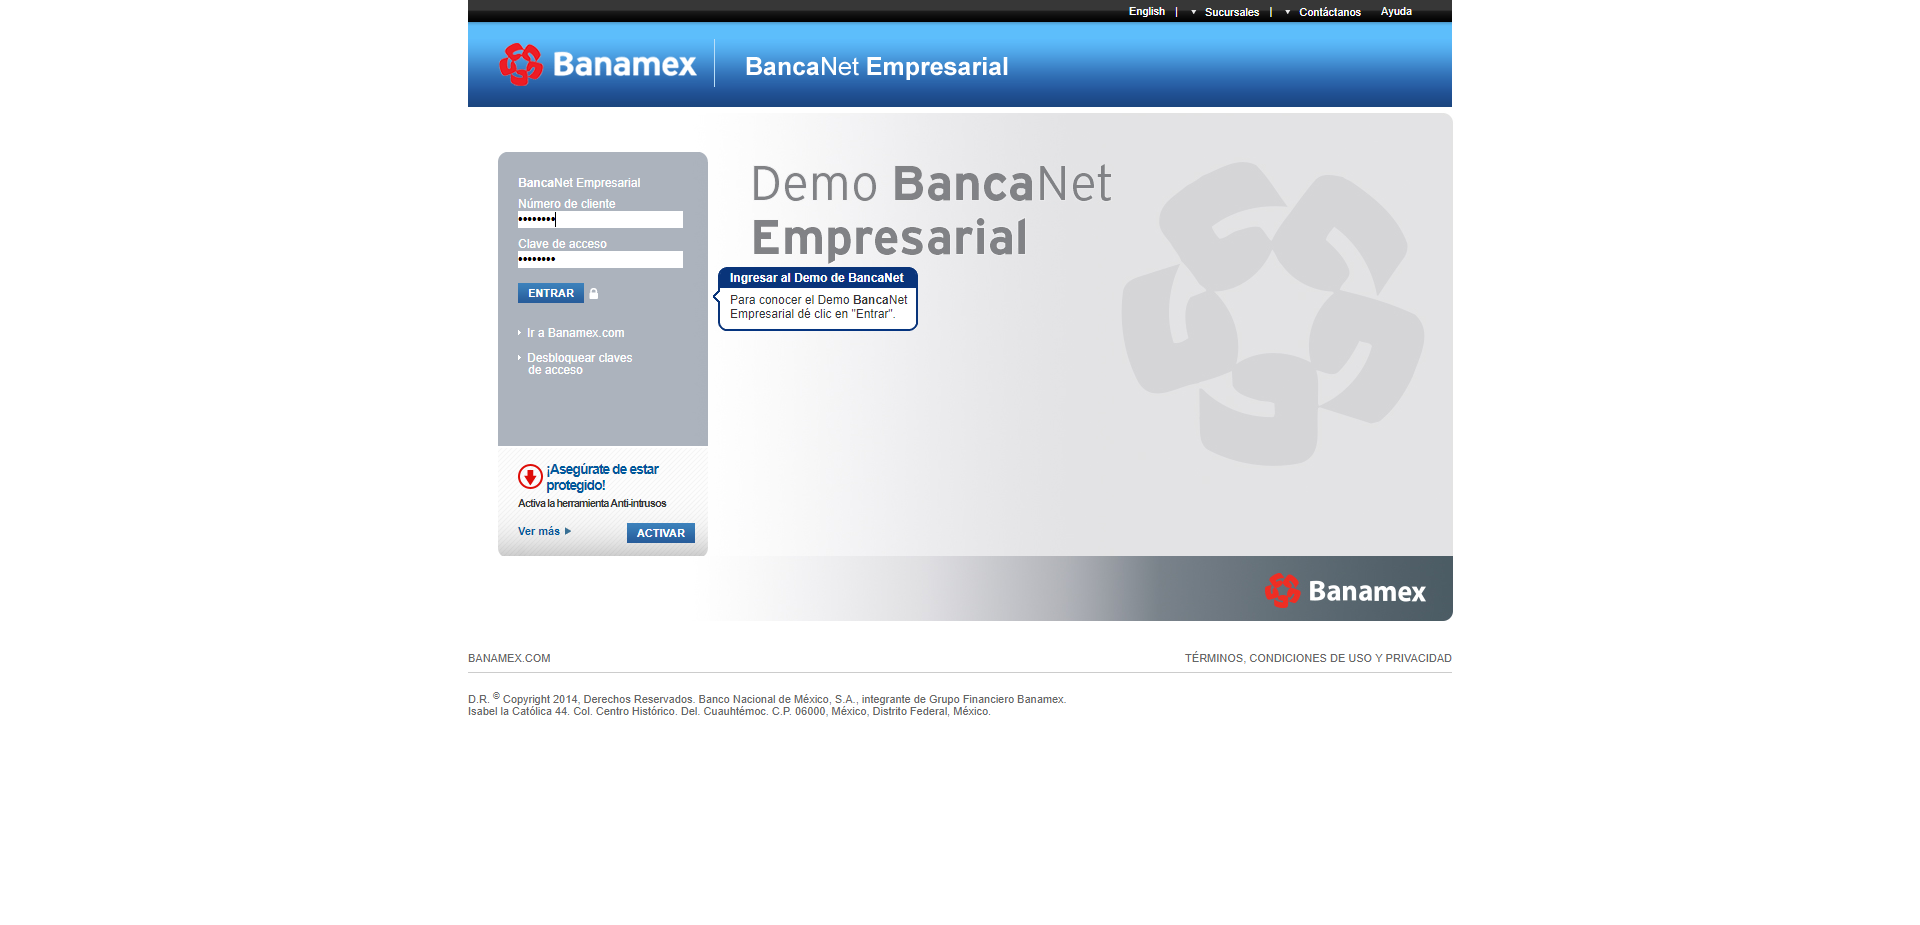 English | Sucursales | Contáctanos Ayuda
Banamex
BancaNet Empresarial
BancaNet Empresarial
Número de cliente
••••••••
Clave de acceso
••••••••
ENTRAR
Ir a Banamex.com
Desbloquear claves
de acceso
¡Asegúrate de estar
protegido!
Activa la herramienta Anti-intrusos
Ver más
ACTIVAR
Demo BancaNet
Empresarial
Ingresar al Demo de BancaNet
Para conocer el Demo BancaNet
Empresarial dé clic en "Entrar".
Banamex
BANAMEX.COM
TÉRMINOS, CONDICIONES DE USO Y PRIVACIDAD
D.R. © Copyright 2014, Derechos Reservados. Banco Nacional de México, S.A., integrante de Grupo Financiero Banamex.
Isabel la Católica 44. Col. Centro Histórico. Del. Cuauhtémoc. C.P. 06000, México, Distrito Federal, México.